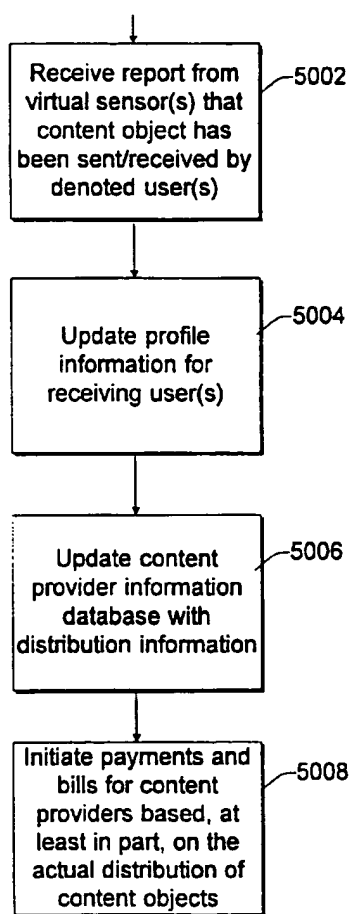 Receive report from
virtual sensor(s) that
content object has
been sent/received by
denoted user(s)
5002
Update profile
information for
receiving user(s)
5004
Update content
provider information
database with
distribution information
5006
Initiate payments and
bills for content
providers based, at
least in part, on the
actual distribution of
content objects
5008